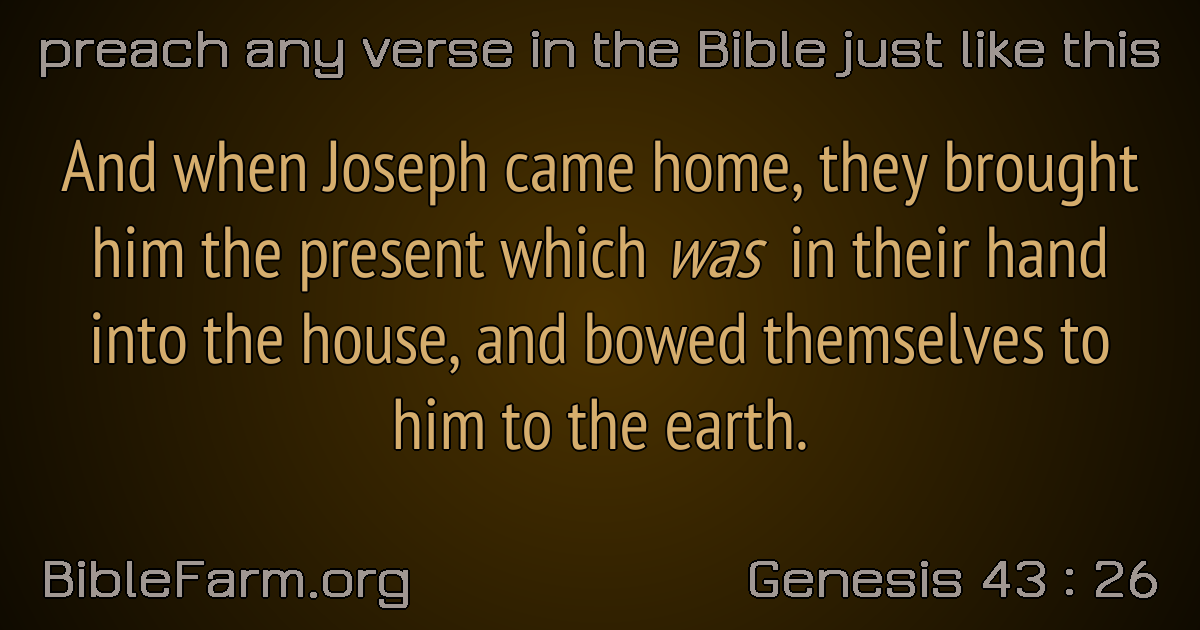 preach any verse in the Bible just like this
And when Joseph came home, they brought
him the present which was in their hand
into the house, and bowed themselves to
him to the earth.
BibleFarm.org
Genesis 43 : 26